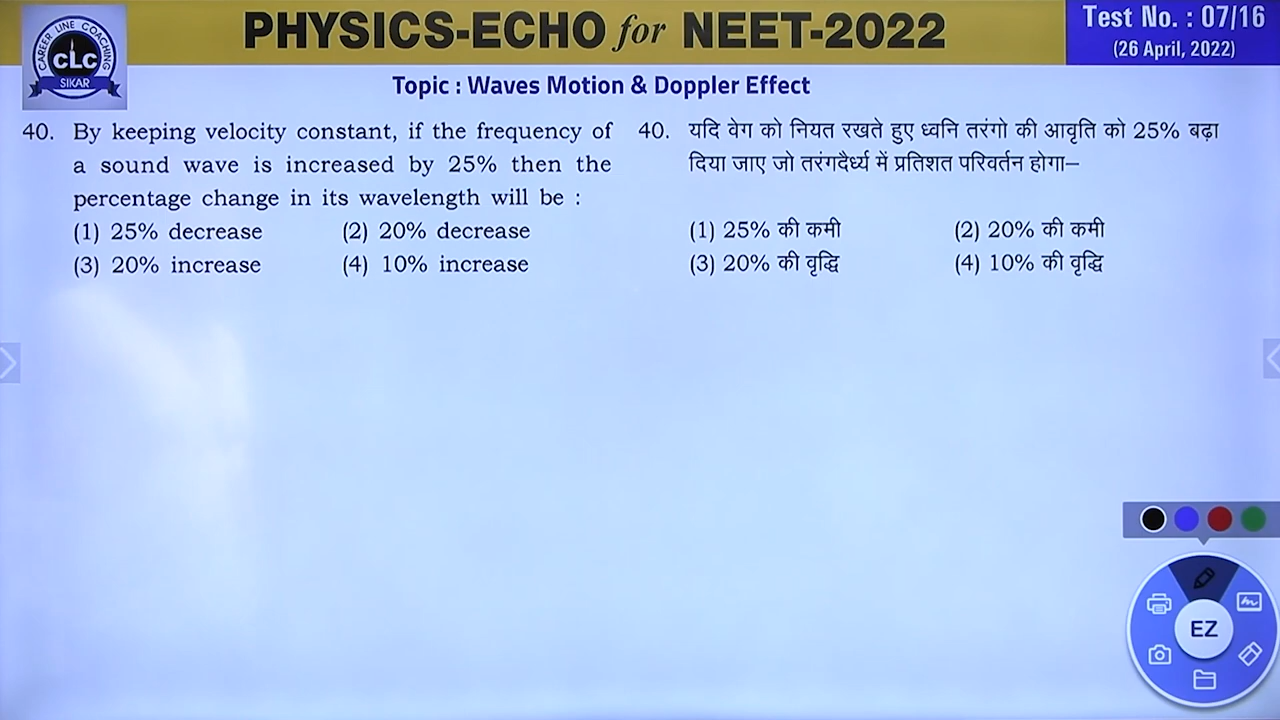 CAREER LINE COACHING
CLC
SIKAR
PHYSICS-ECHO for NEET-2022
Test No. : 07/16
(26 April, 2022)
Topic : Waves Motion & Doppler Effect
40. By keeping velocity constant, if the frequency of
a sound wave is increased by 25% then the
percentage change in its wavelength will be :
(1) 25% decrease (2) 20% decrease
(3) 20% increase (4) 10% increase
40. यदि वेग को नियत रखते हुए ध्वनि तरंगो की आवृति को 25% बढ़ा
दिया जाए जो तरंगदैर्ध्य में प्रतिशत परिवर्तन होगा–
(1) 25% की कमी (2) 20% की कमी
(3) 20% की वृद्धि (4) 10% की वृद्धि
EZ